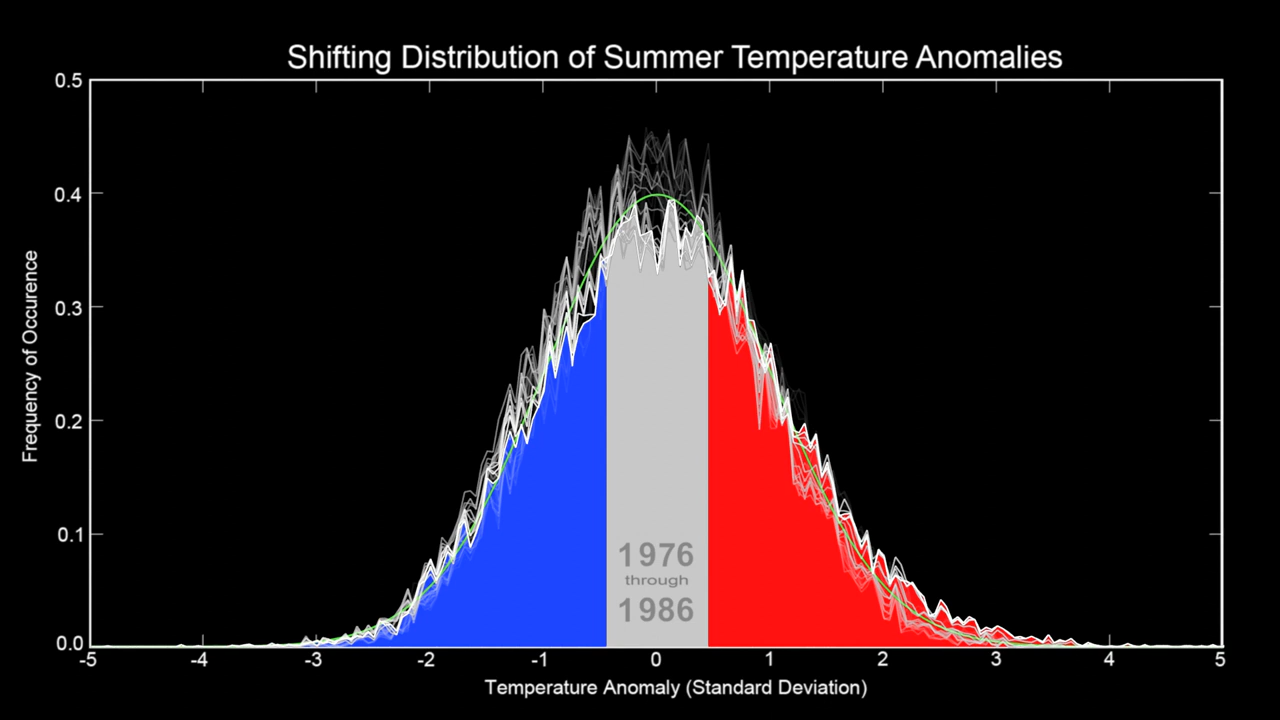 Shifting Distribution of Summer Temperature Anomalies
0.5
0.4
0.3
0.2
0.1
0.0
Frequency of Occurence
1976
through
1986
-5 -4 -3 -2 -1 0 1 2 3 4 5
Temperature Anomaly (Standard Deviation)